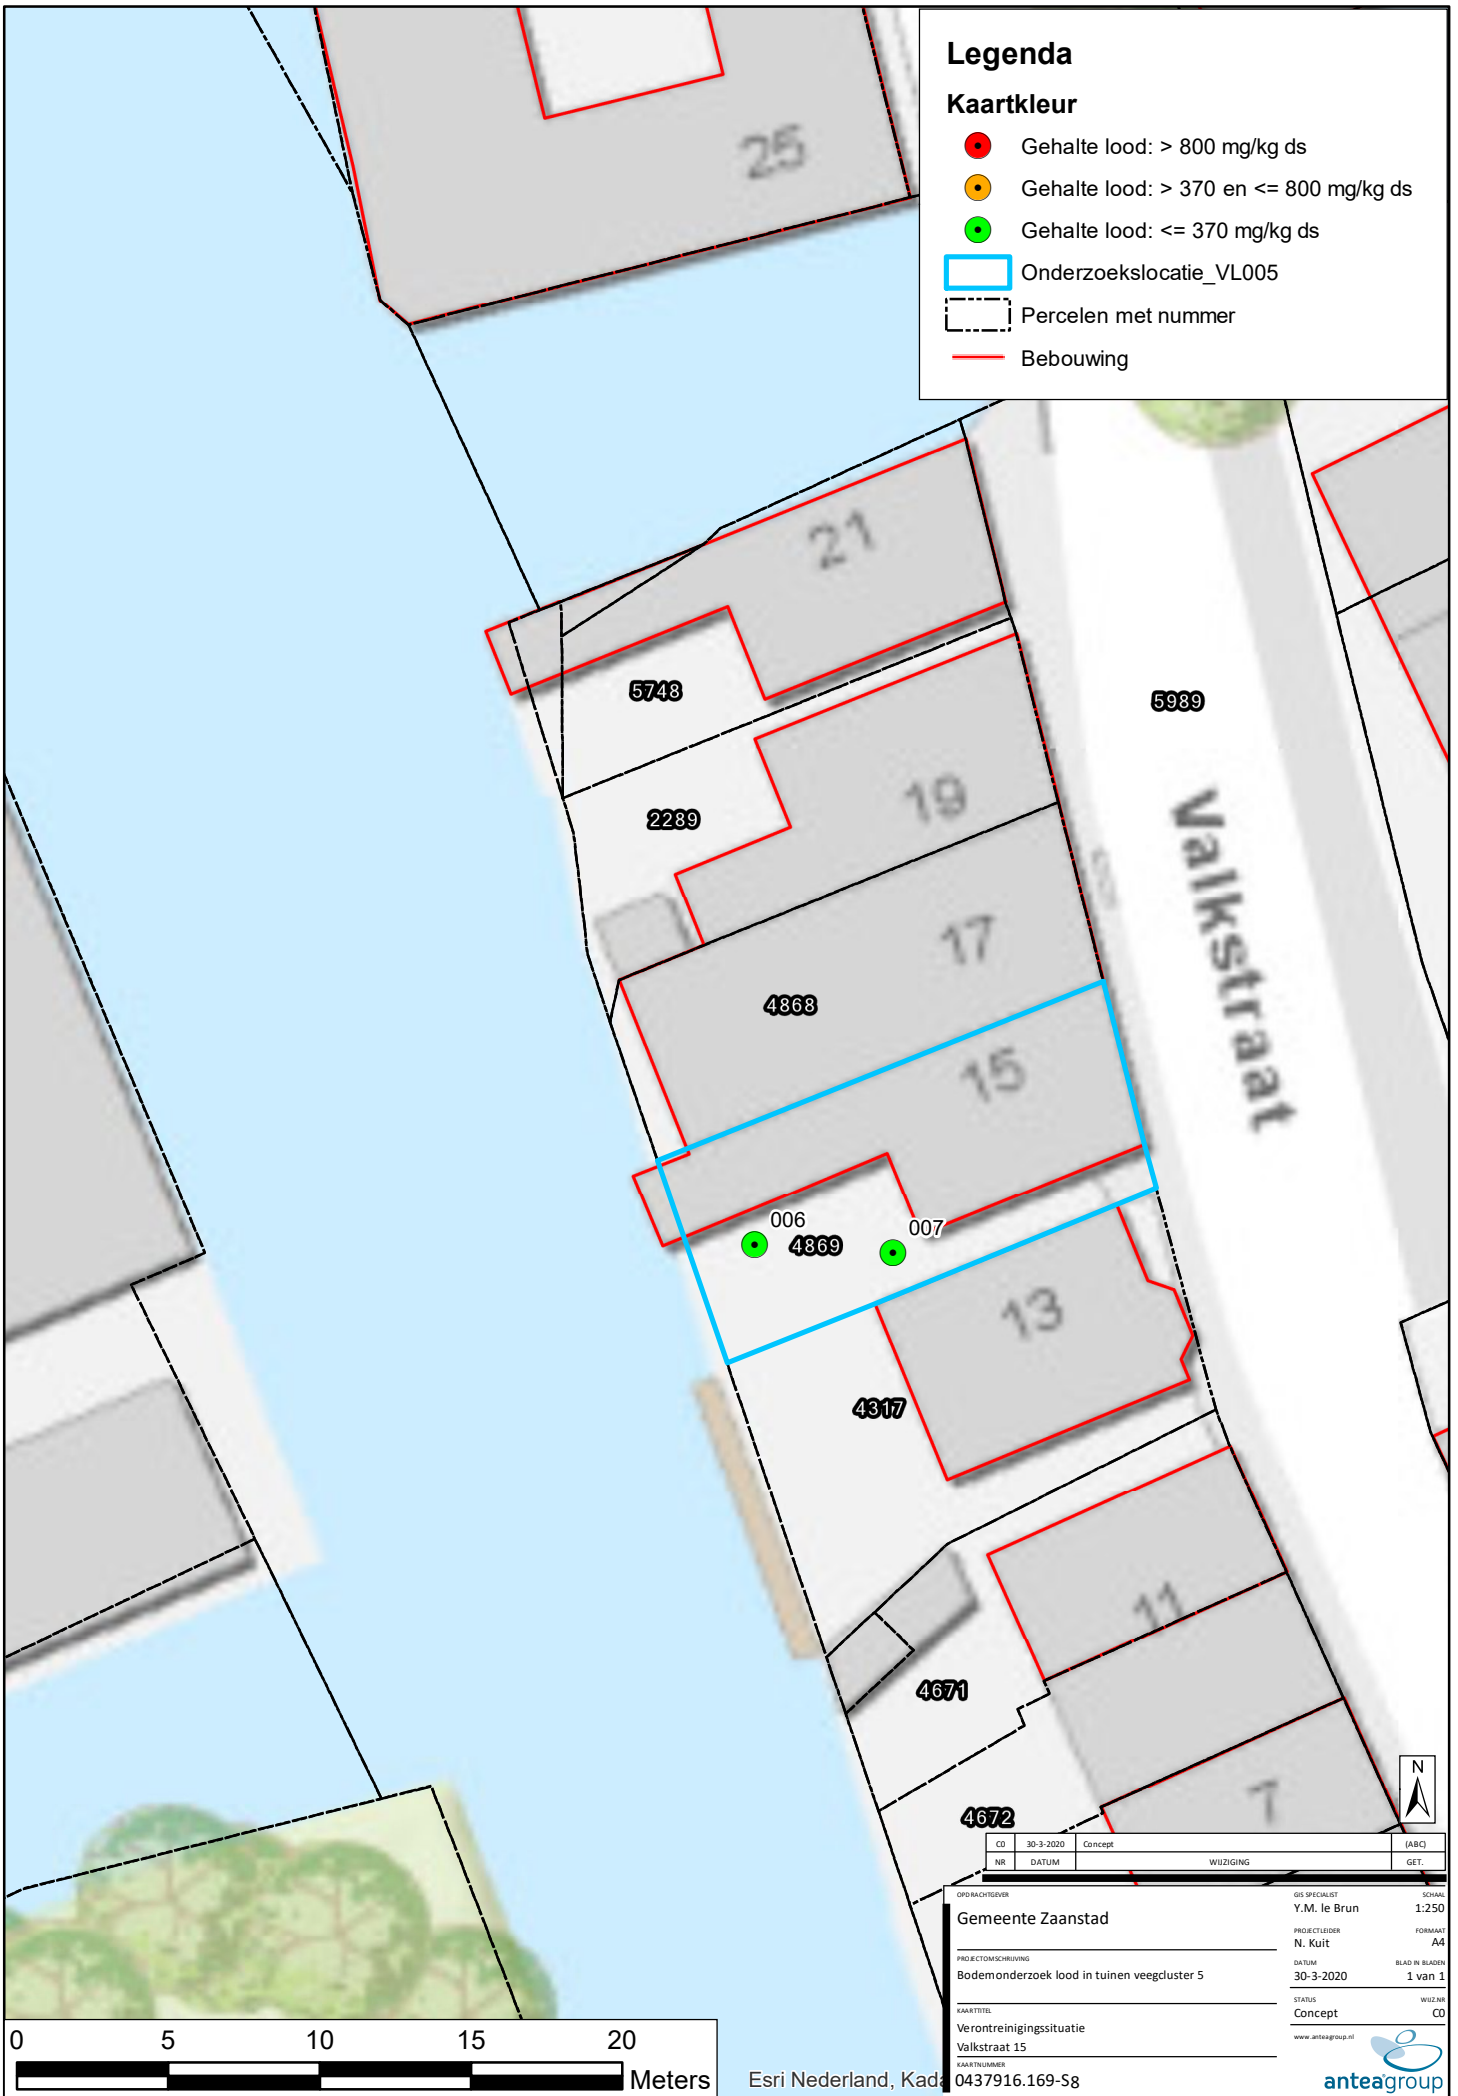 Legenda
Kaartkleur
Gehalte lood: > 800 mg/kg ds
Gehalte lood: > 370 en <= 800 mg/kg ds
Gehalte lood: <= 370 mg/kg ds
Onderzoekslocatie_VL005
Percelen met nummer
Bebouwing
25
21
5748
5989
19
2289
Valkstraat
17
4868
15
006
4869
007
13
4317
11
4671
7
4672
N
C0 30-3-2020 Concept (ABC)
NR DATUM WIJZIGING GET.
OPDRACHTGEVER
Gemeente Zaanstad
PROJECTOMSCHRIJVING
Bodemonderzoek lood in tuinen veegcluster 5
KAARTTITEL
Verontreinigingssituatie
Valkstraat 15
KAARTNUMMER
0437916.169-S8
GIS SPECIALIST SCHAAL
Y.M. le Brun 1:250
PROJECTLEIDER FORMAAT
N. Kuit A4
DATUM BLAD IN BLADEN
30-3-2020 1 van 1
STATUS WIJZ.NR
Concept C0
www.anteagroup.nl
anteagroup
0 5 10 15 20
Meters
Esri Nederland, Kada